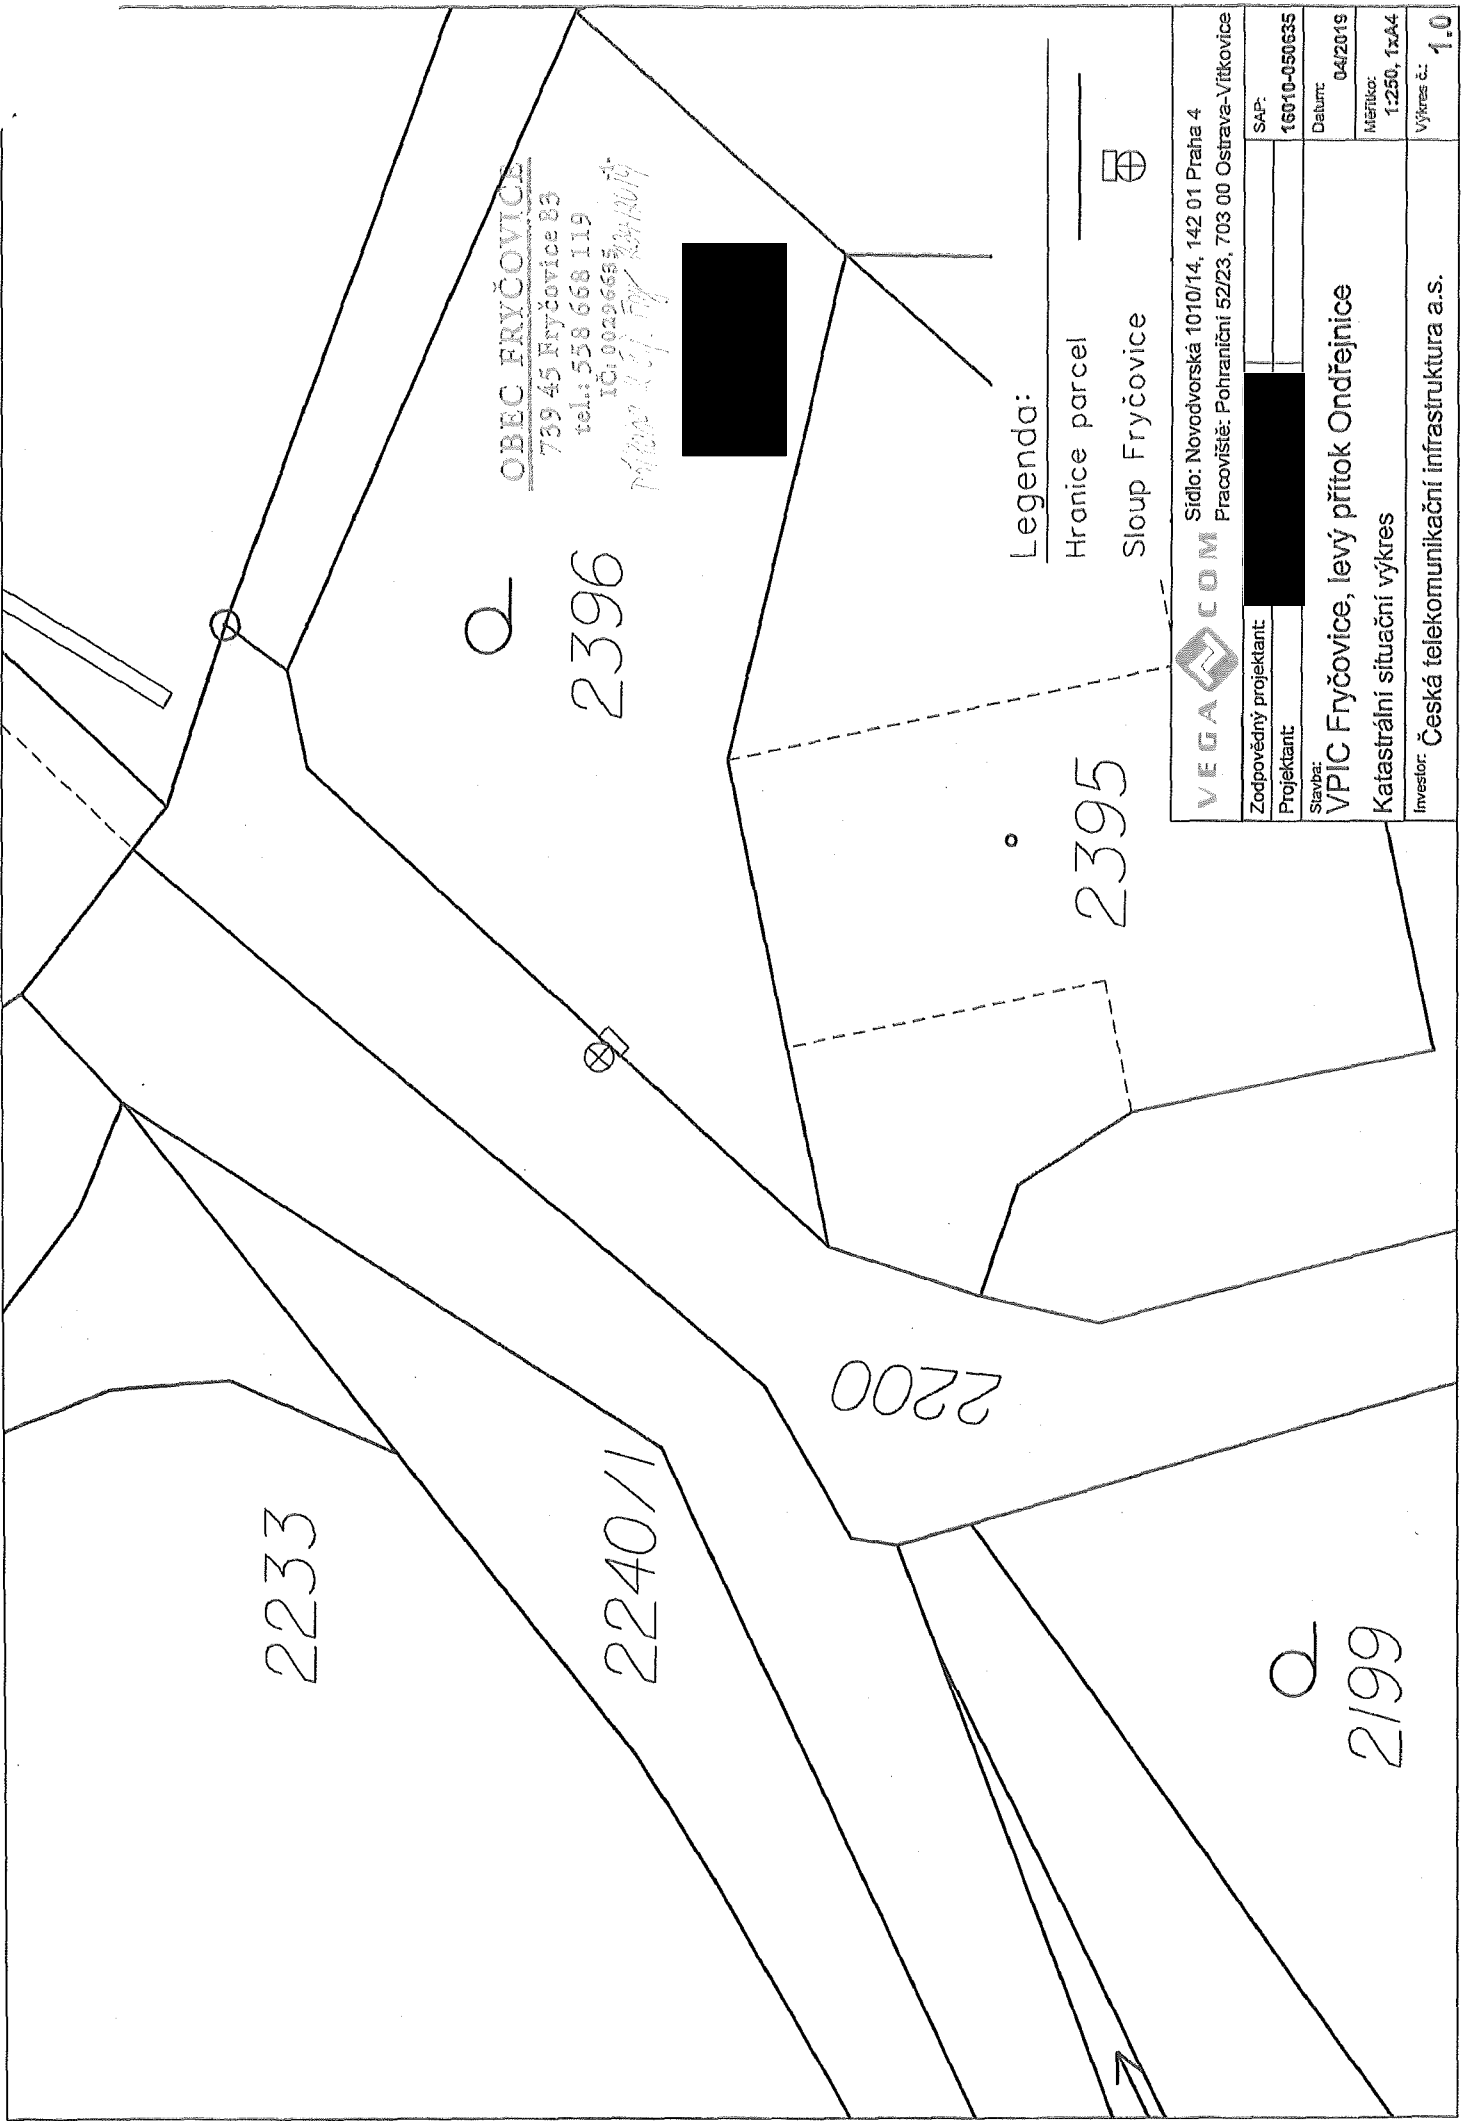 2233
2240/1
2200
2199
2396
2395
OBEC FRYČOVICE
739 45 Fryčovice 83
tel.: 558 668 119
IČ: 00296635
Legenda:
Hranice parcel
Sloup Fryčovice
VEGACOM
Sídlo: Novodvorská 1010/14, 142 01 Praha 4
Pracoviště: Pohraniční 52/23, 703 00 Ostrava-Vítkovice
Zodpovědný projektant:
Projektant:
SAP:
16010-050635
Stavba:
VPIC Fryčovice, levý přítok Ondřejnice
Datum:
04/2019
Katastrální situační výkres
Měřítko:
1:250, 1xA4
Investor: Česká telekomunikační infrastruktura a.s.
Výkres č.: 1.0